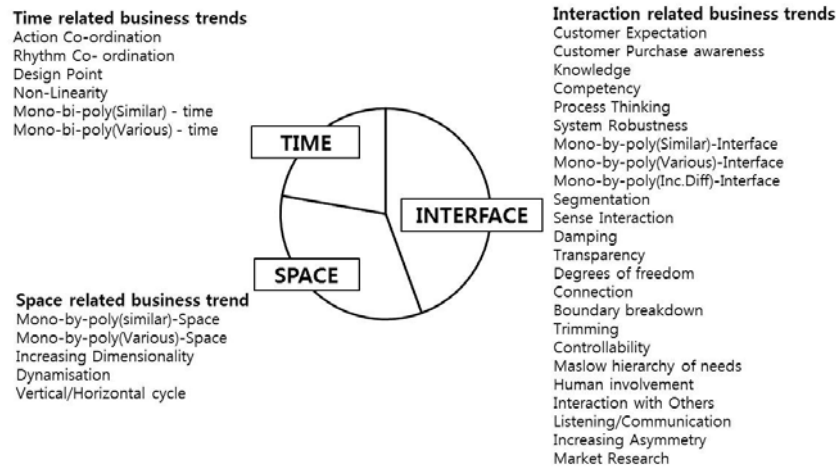 Time related business trends
Action Co-ordination
Rhythm Co- ordination
Design Point
Non-Linearity
Mono-bi-poly(Similar) - time
Mono-bi-poly(Various) - time
TIME
INTERFACE
SPACE
Space related business trend
Mono-by-poly(similar)-Space
Mono-by-poly(Various)-Space
Increasing Dimensionality
Dynamisation
Vertical/Horizontal cycle
Interaction related business trends
Customer Expectation
Customer Purchase awareness
Knowledge
Competency
Process Thinking
System Robustness
Mono-by-poly(Similar)-Interface
Mono-by-poly(Various)-Interface
Mono-by-poly(Inc.Diff)-Interface
Segmentation
Sense Interaction
Damping
Transparency
Degrees of freedom
Connection
Boundary breakdown
Trimming
Controllability
Maslow hierarchy of needs
Human involvement
Interaction with Others
Listening/Communication
Increasing Asymmetry
Market Research